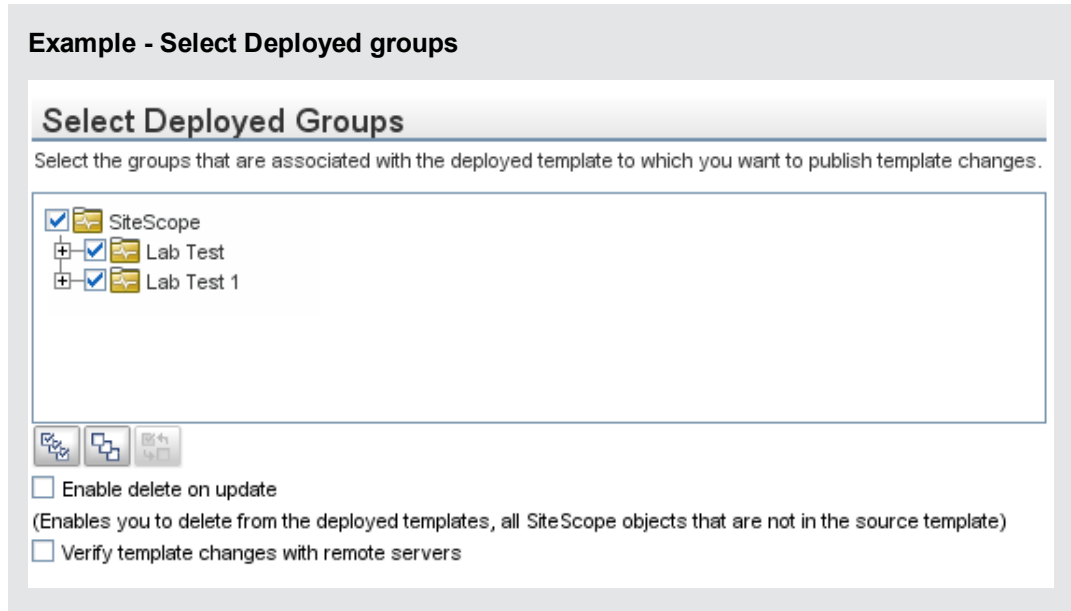 Example - Select Deployed groups
Select Deployed Groups
Select the groups that are associated with the deployed template to which you want to publish template changes.
SiteScope
Lab Test
Lab Test 1
Enable delete on update
(Enables you to delete from the deployed templates, all SiteScope objects that are not in the source template)
Verify template changes with remote servers